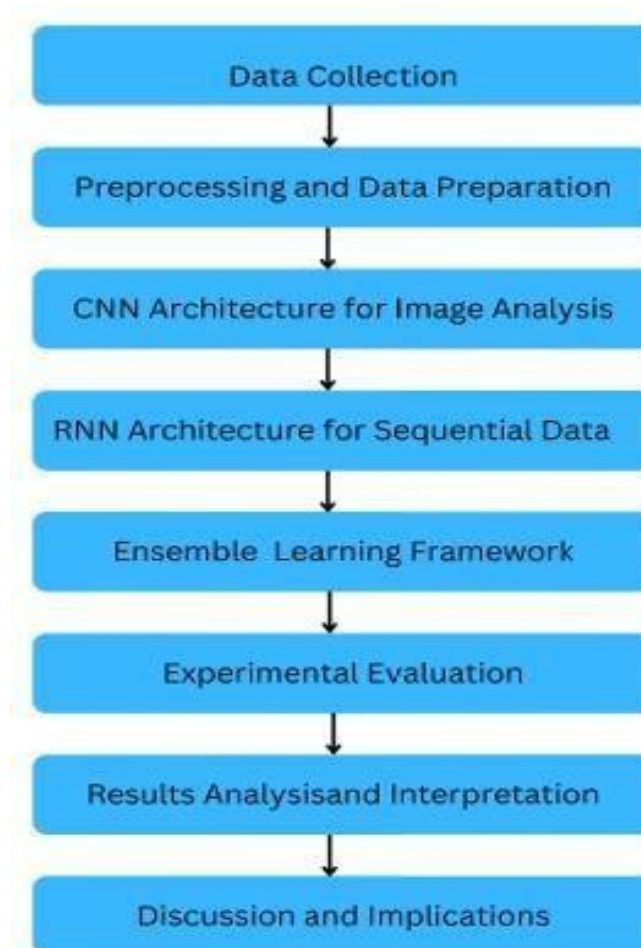 Data Collection
Preprocessing and Data Preparation
CNN Architecture for Image Analysis
RNN Architecture for Sequential Data
Ensemble Learning Framework
Experimental Evaluation
Results Analysisand Interpretation
Discussion and Implications